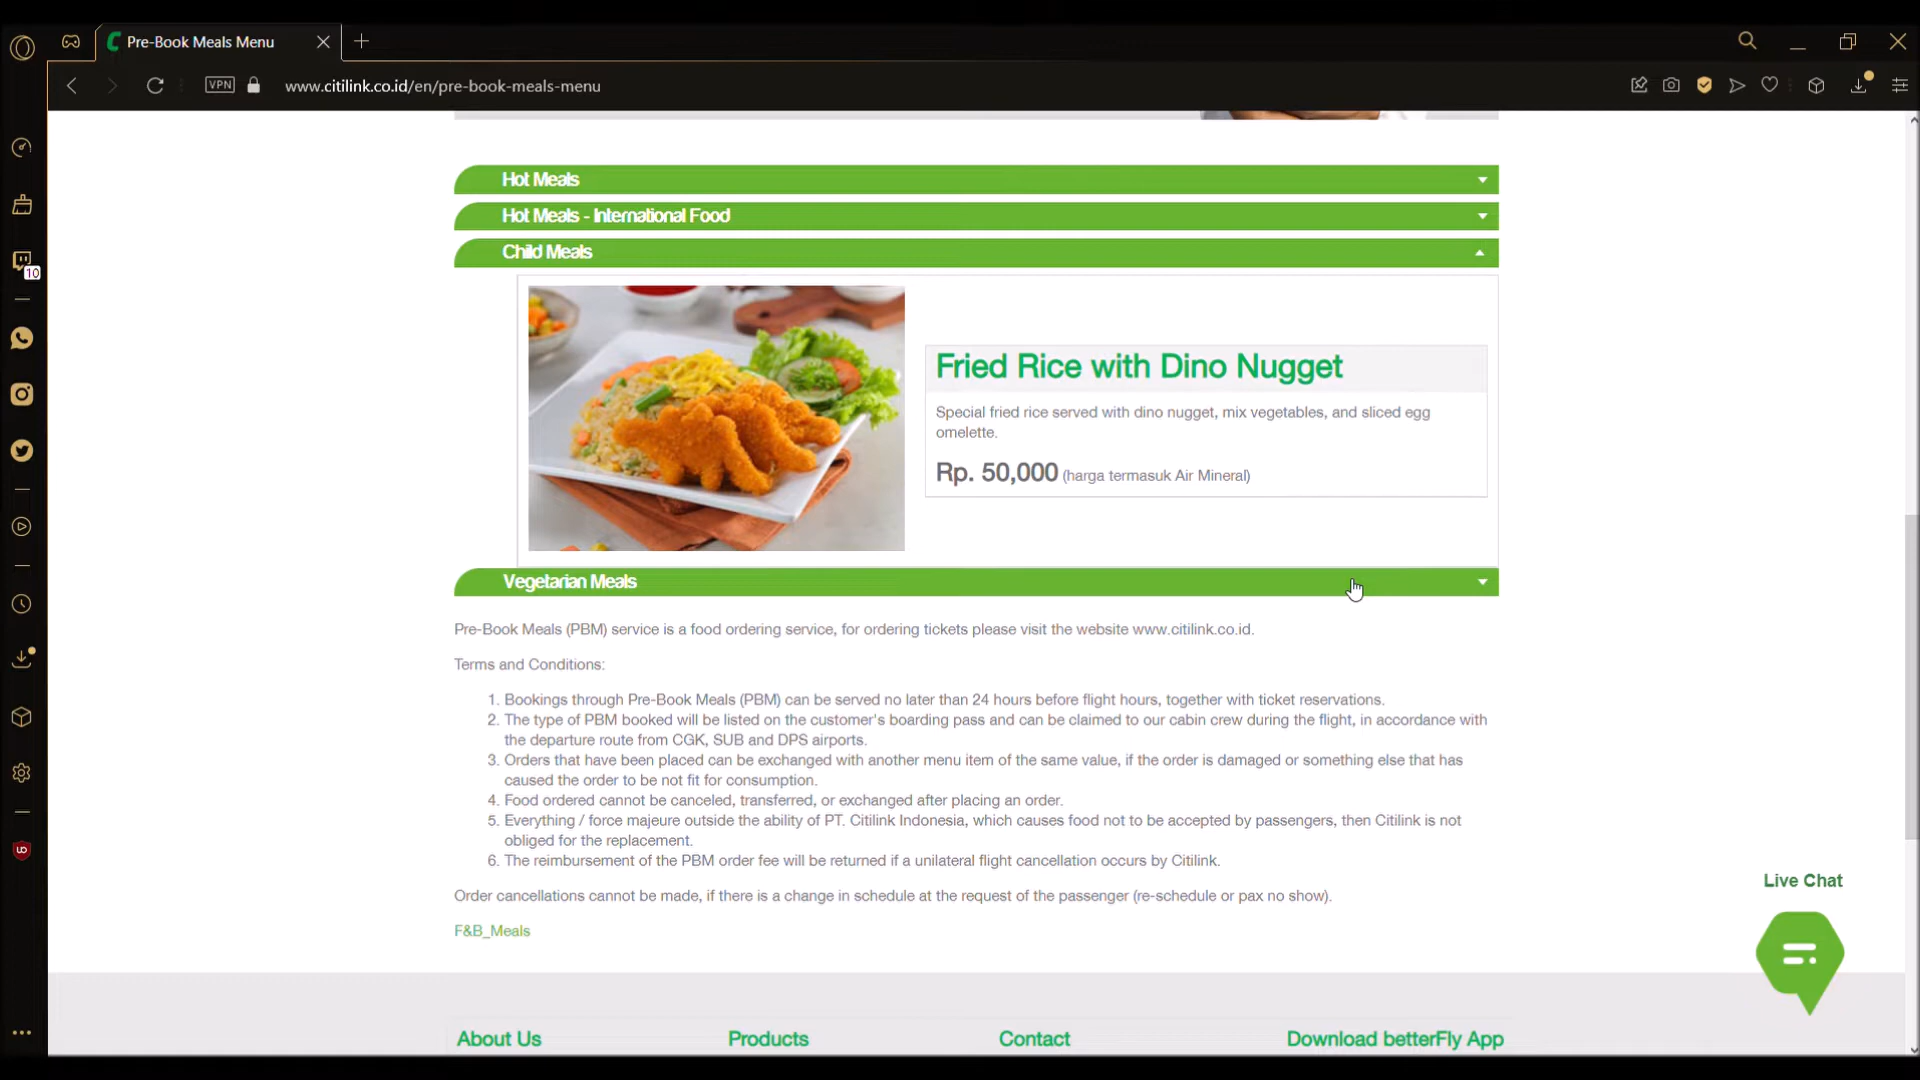 Pre-Book Meals Menu
VPN
www.citilink.co.id/en/pre-book-meals-menu
10
Hot Meals
Hot Meals - International Food
Child Meals
Fried Rice with Dino Nugget
Special fried rice served with dino nugget, mix vegetables, and sliced egg
omelette.
Rp. 50,000 (harga termasuk Air Mineral)
Vegetarian Meals
Pre-Book Meals (PBM) service is a food ordering service, for ordering tickets please visit the website www.citilink.co.id.
Terms and Conditions:
1. Bookings through Pre-Book Meals (PBM) can be served no later than 24 hours before flight hours, together with ticket reservations.
2. The type of PBM booked will be listed on the customer's boarding pass and can be claimed to our cabin crew during the flight, in accordance with
the departure route from CGK, SUB and DPS airports.
3. Orders that have been placed can be exchanged with another menu item of the same value, if the order is damaged or something else that has
caused the order to be not fit for consumption.
4. Food ordered cannot be canceled, transferred, or exchanged after placing an order.
5. Everything / force majeure outside the ability of PT. Citilink Indonesia, which causes food not to be accepted by passengers, then Citilink is not
obliged for the replacement.
6. The reimbursement of the PBM order fee will be returned if a unilateral flight cancellation occurs by Citilink.
Order cancellations cannot be made, if there is a change in schedule at the request of the passenger (re-schedule or pax no show).
F&B_Meals
Live Chat
About Us
Products
Contact
Download betterFly App